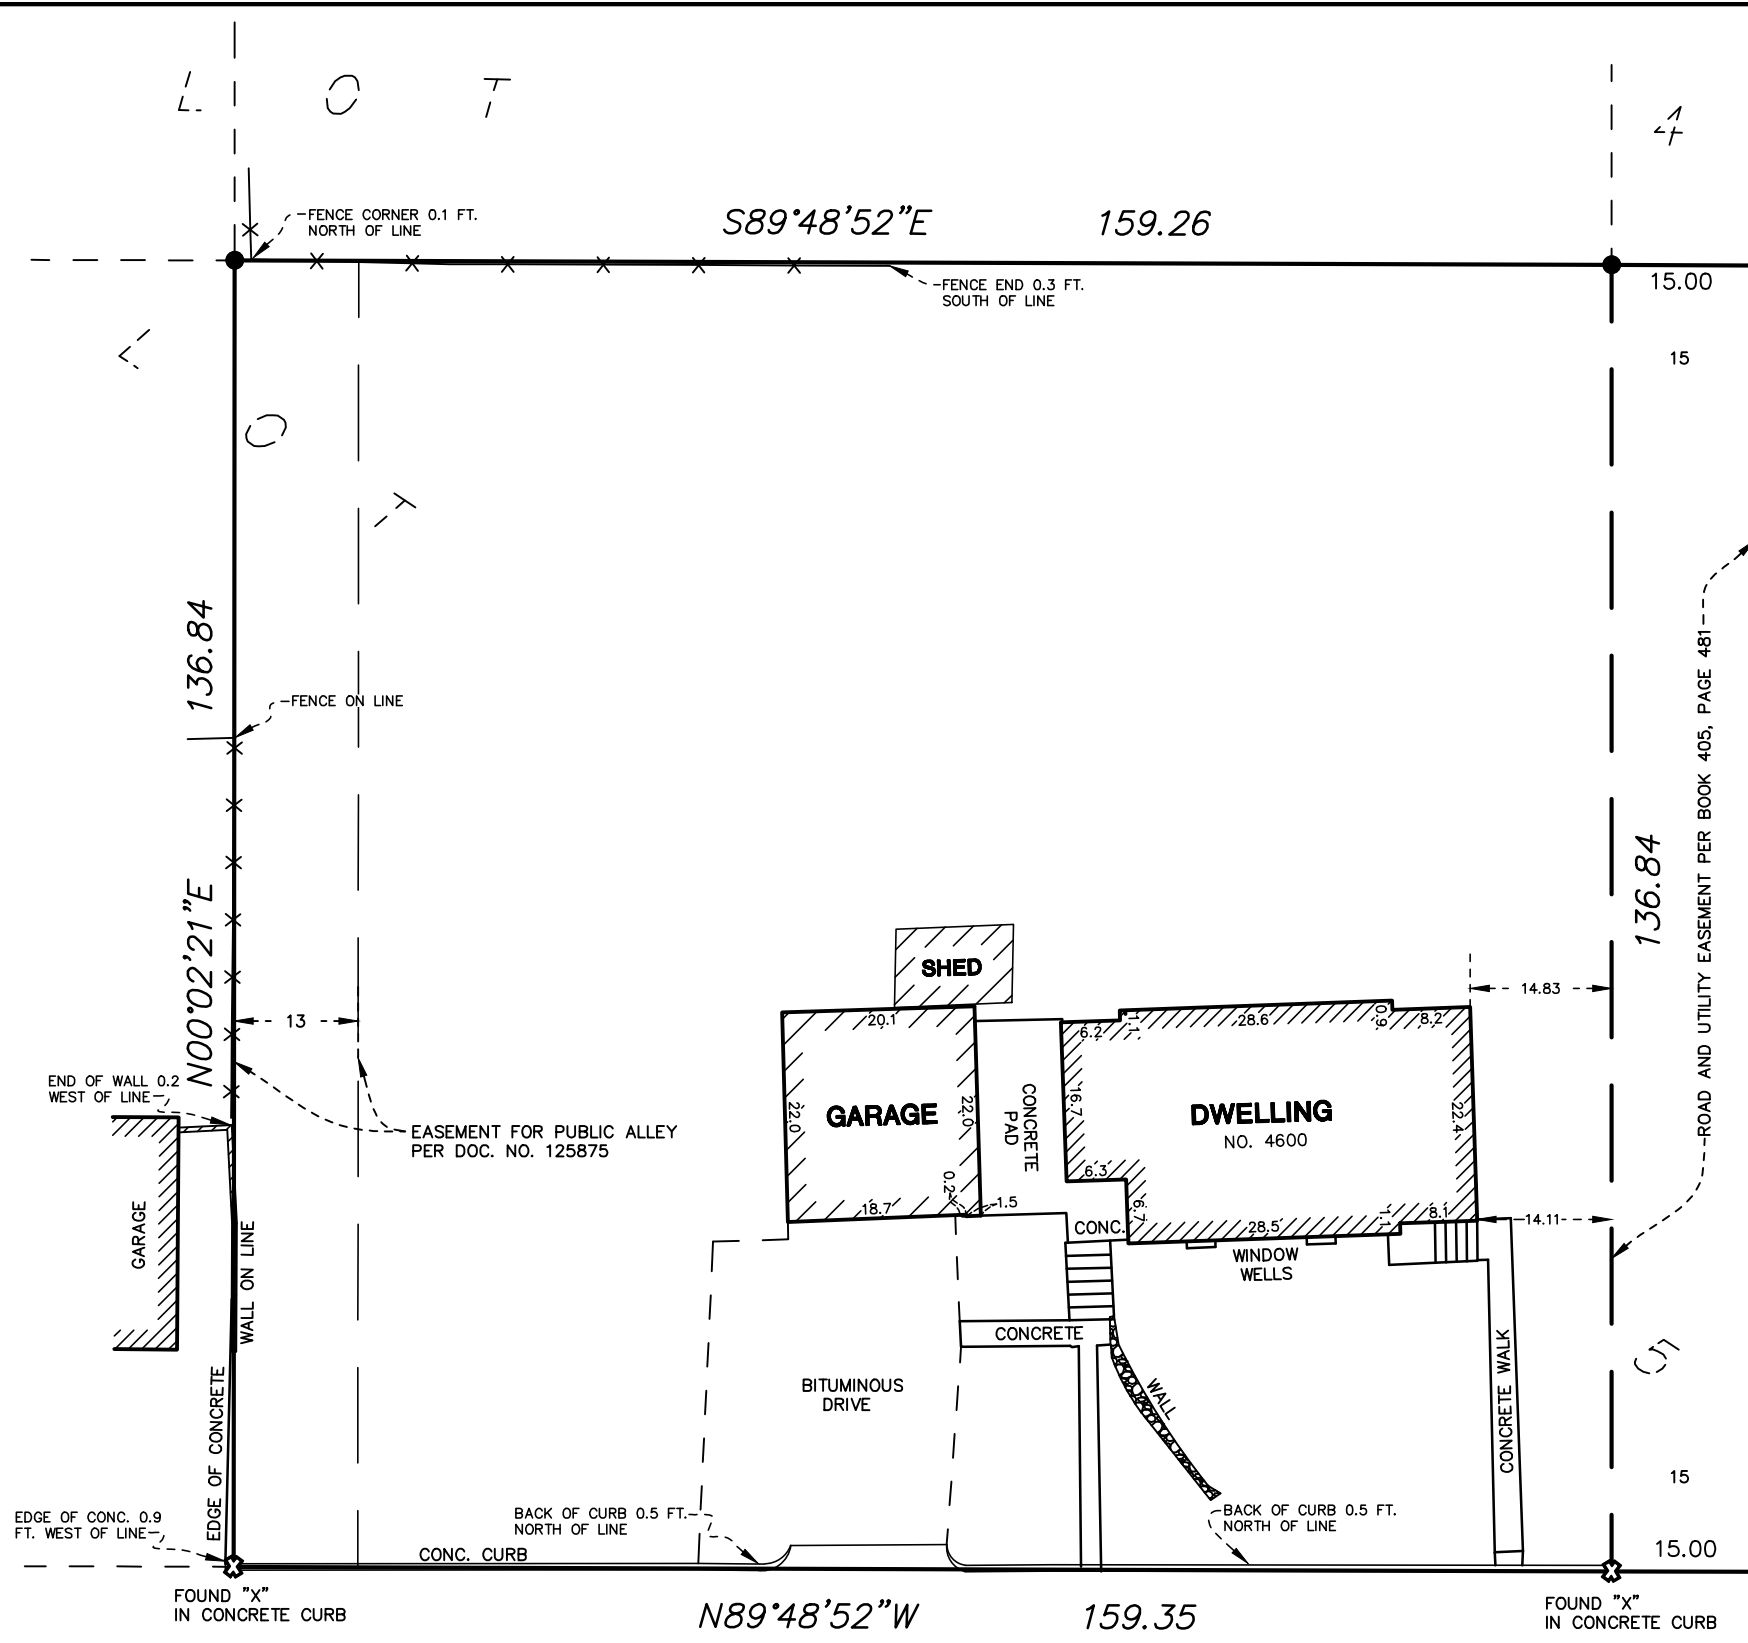 L O T 4
FENCE CORNER 0.1 FT.
NORTH OF LINE
S89°48'52"E 159.26
FENCE END 0.3 FT.
SOUTH OF LINE
15.00
15
L O T 5
136.84
N00°02'21"E
FENCE ON LINE
136.84
ROAD AND UTILITY EASEMENT PER BOOK 405, PAGE 481
SHED
14.83
13
20.1
22.0
GARAGE
22.0
18.7
0.2
1.5
CONCRETE
PAD
6.2
1.1
28.6
0.9
8.2
16.7
DWELLING
NO. 4600
22.4
6.3
6.7
28.5
1.1
8.1
14.11
END OF WALL 0.2
WEST OF LINE
EASEMENT FOR PUBLIC ALLEY
PER DOC. NO. 125875
GARAGE
WALL ON LINE
CONC.
WINDOW
WELLS
CONCRETE
BITUMINOUS
DRIVE
WALL
CONCRETE WALK
EDGE OF CONCRETE
EDGE OF CONC. 0.9
FT. WEST OF LINE
BACK OF CURB 0.5 FT.
NORTH OF LINE
BACK OF CURB 0.5 FT.
NORTH OF LINE
15
15.00
CONC. CURB
FOUND "X"
IN CONCRETE CURB
N89°48'52"W 159.35
FOUND "X"
IN CONCRETE CURB